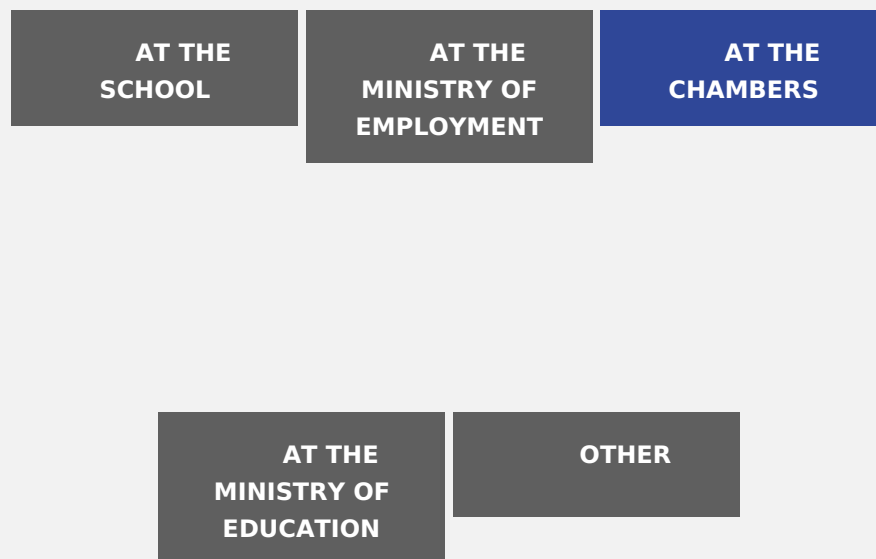 AT THE
SCHOOL
AT THE
MINISTRY OF
EMPLOYMENT
AT THE
CHAMBERS
AT THE
MINISTRY OF
EDUCATION
OTHER